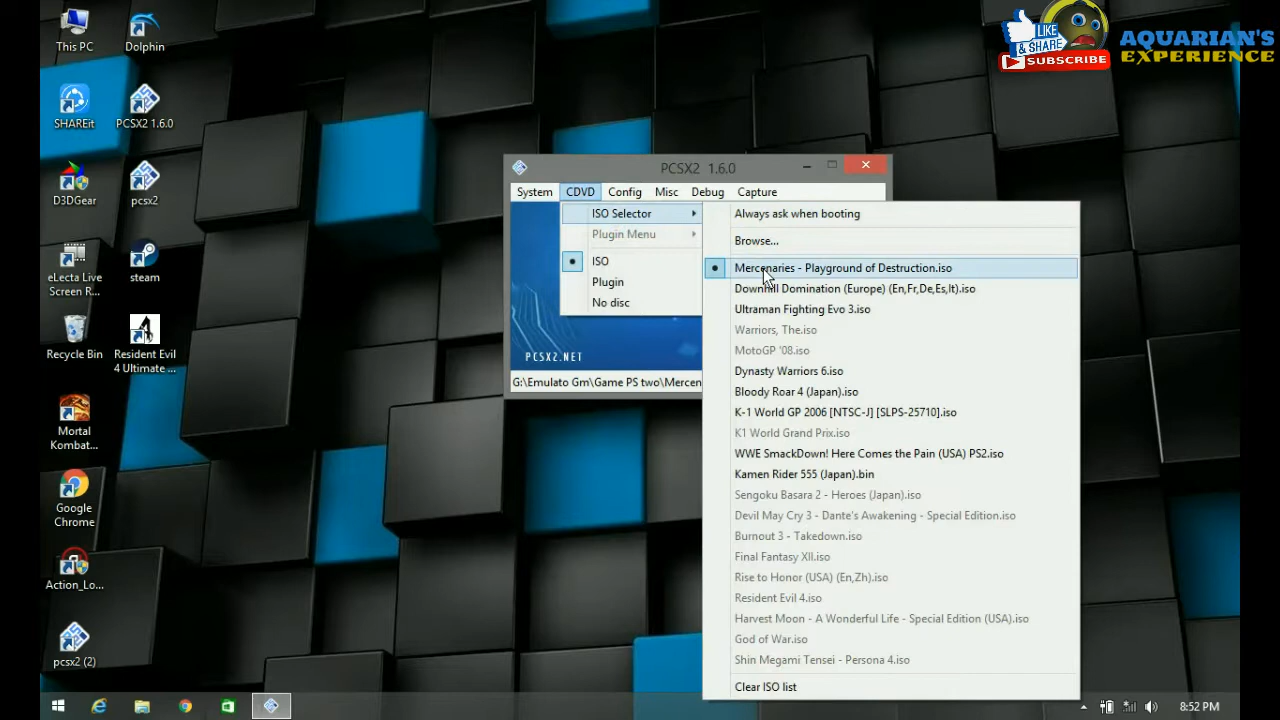 This PC
Dolphin
LIKE
& SHARE
SUBSCRIBE
AQUARIAN'S
EXPERIENCE
SHAREit
PCSX2 1.6.0
D3DGear
pcsx2
eLecta Live
Screen R...
steam
Recycle Bin
Resident Evil
4 Ultimate ...
Mortal
Kombat...
Google
Chrome
Action_Lo...
pcsx2 (2)
PCSX2 1.6.0
System CDVD Config Misc Debug Capture
ISO Selector
Plugin Menu
ISO
Plugin
No disc
PCSX2.NET
G:\Emulato Gm\Game PS two\Mercen
Always ask when booting
Browse...
Mercenaries - Playground of Destruction.iso
Downhill Domination (Europe) (En,Fr,De,Es,It).iso
Ultraman Fighting Evo 3.iso
Warriors, The.iso
MotoGP '08.iso
Dynasty Warriors 6.iso
Bloody Roar 4 (Japan).iso
K-1 World GP 2006 [NTSC-J] [SLPS-25710].iso
K1 World Grand Prix.iso
WWE SmackDown! Here Comes the Pain (USA) PS2.iso
Kamen Rider 555 (Japan).bin
Sengoku Basara 2 - Heroes (Japan).iso
Devil May Cry 3 - Dante's Awakening - Special Edition.iso
Burnout 3 - Takedown.iso
Final Fantasy XII.iso
Rise to Honor (USA) (En,Zh).iso
Resident Evil 4.iso
Harvest Moon - A Wonderful Life - Special Edition (USA).iso
God of War.iso
Shin Megami Tensei - Persona 4.iso
Clear ISO list
8:52 PM